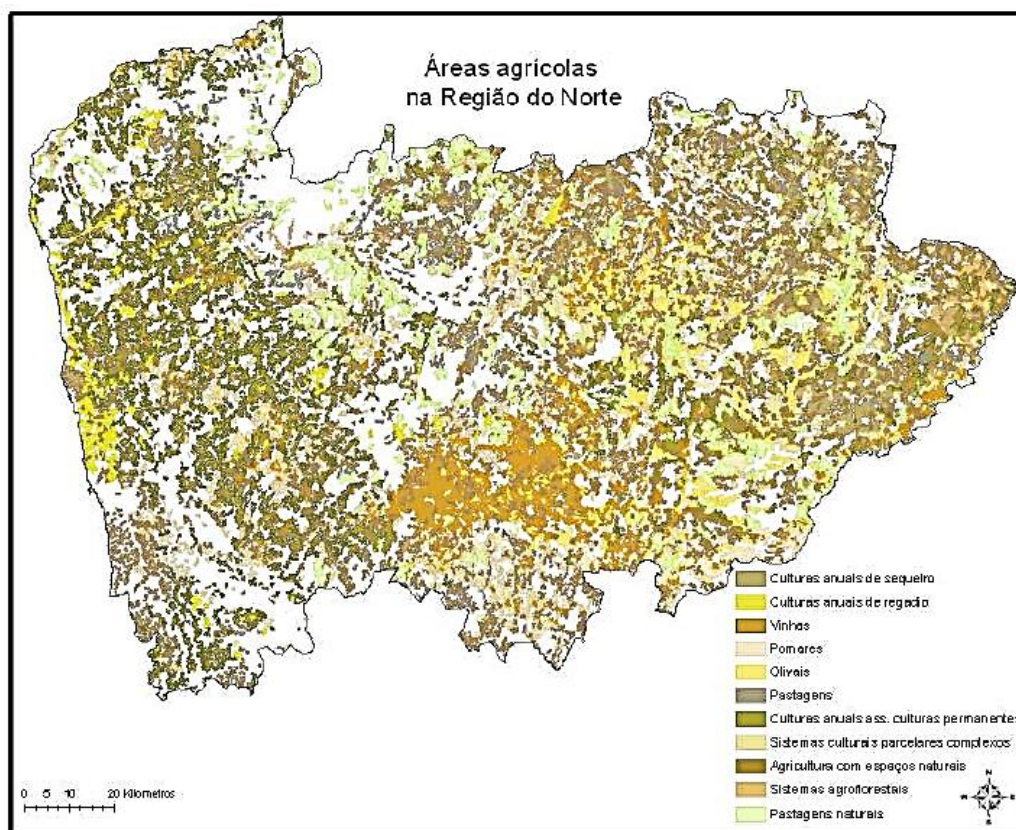 Áreas agrícolas
na Região do Norte
Culturas anuais de sequeiro
Culturas anuais de regadio
Vinhas
Pomares
Olivais
Pastagens
Culturas anuais ass. culturas permanentes
Sistemas culturais parcelares complexos
Agricultura com espaços naturais
Sistemas agroflorestais
Pastagens naturais
0 5 10 20 Kilometros
N
W E
S